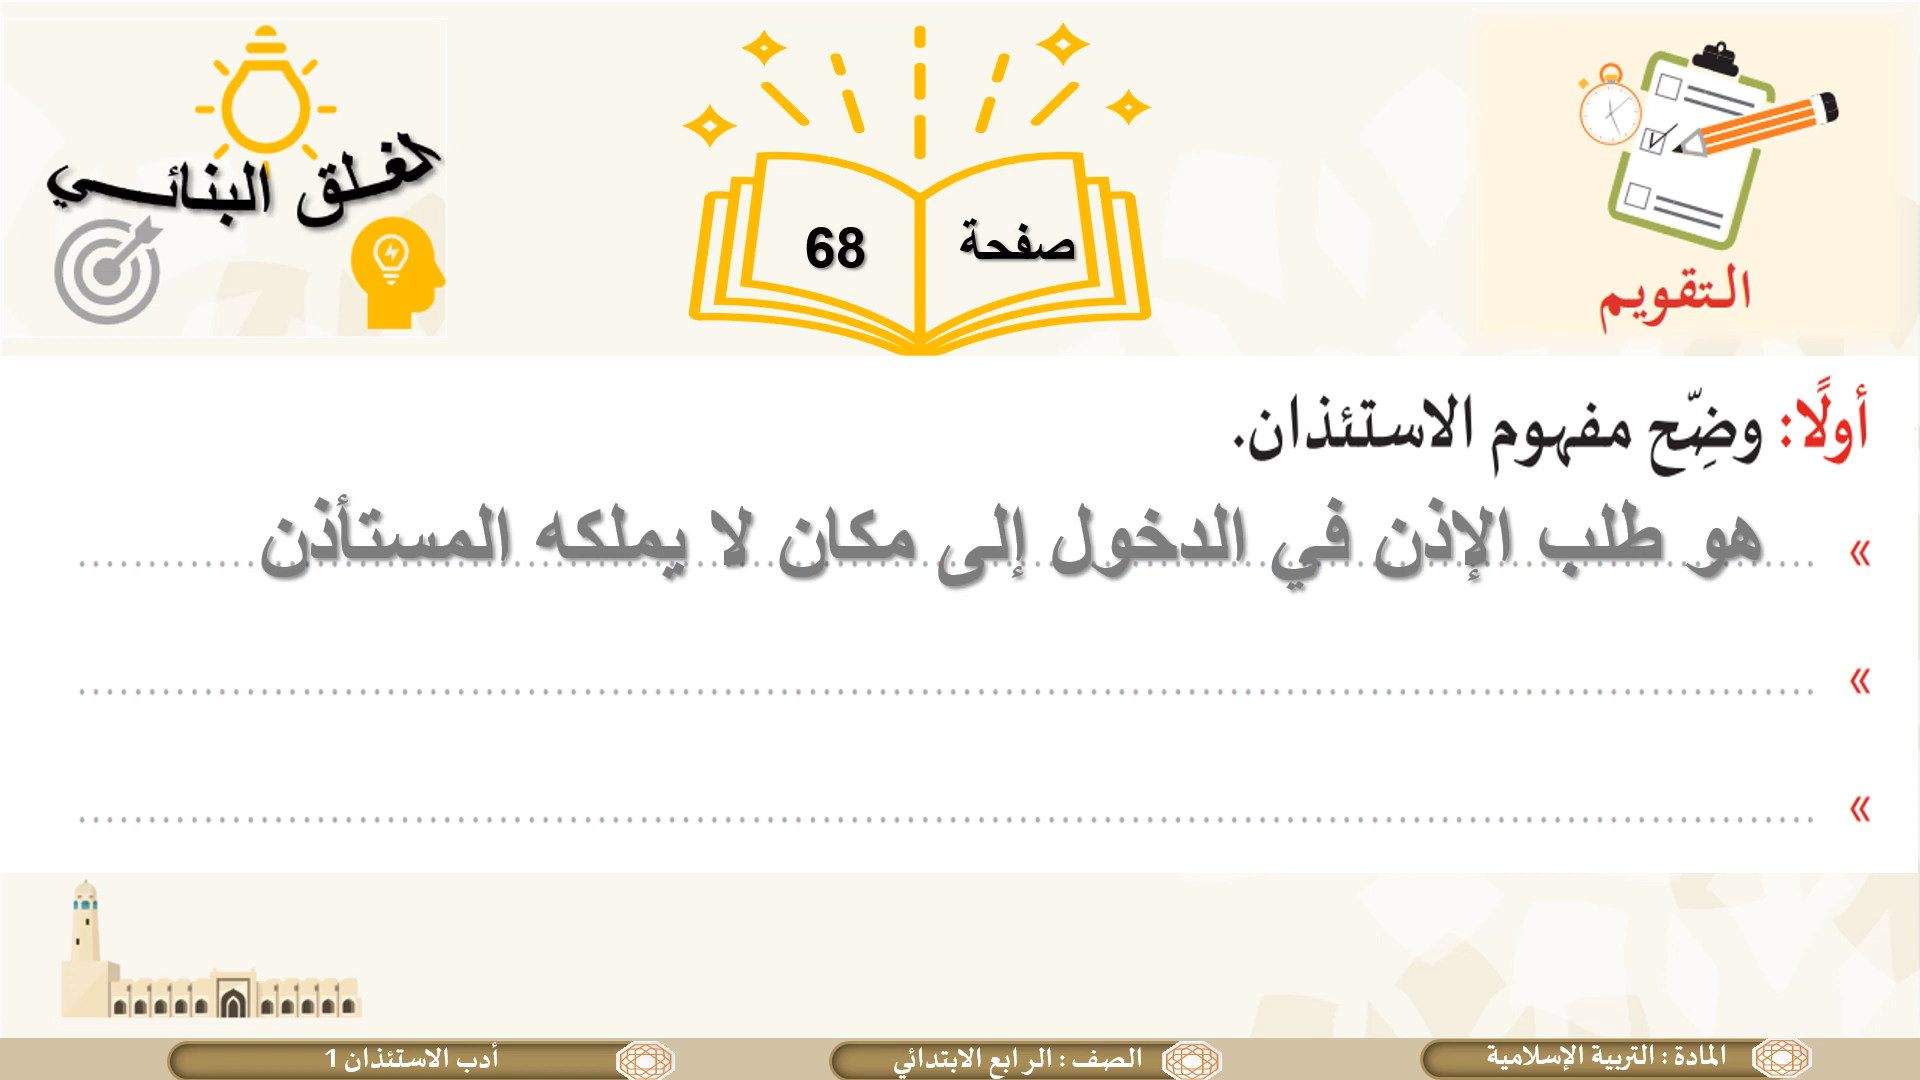 الغلق البنائي
صفحة 68
التقويم
أولًا: وضِّح مفهوم الاستئذان.
« هو طلب الإذن في الدخول إلى مكان لا يملكه المستأذن
«
«
المادة : التربية الإسلامية
الصف : الرابع الابتدائي
أدب الاستئذان 1